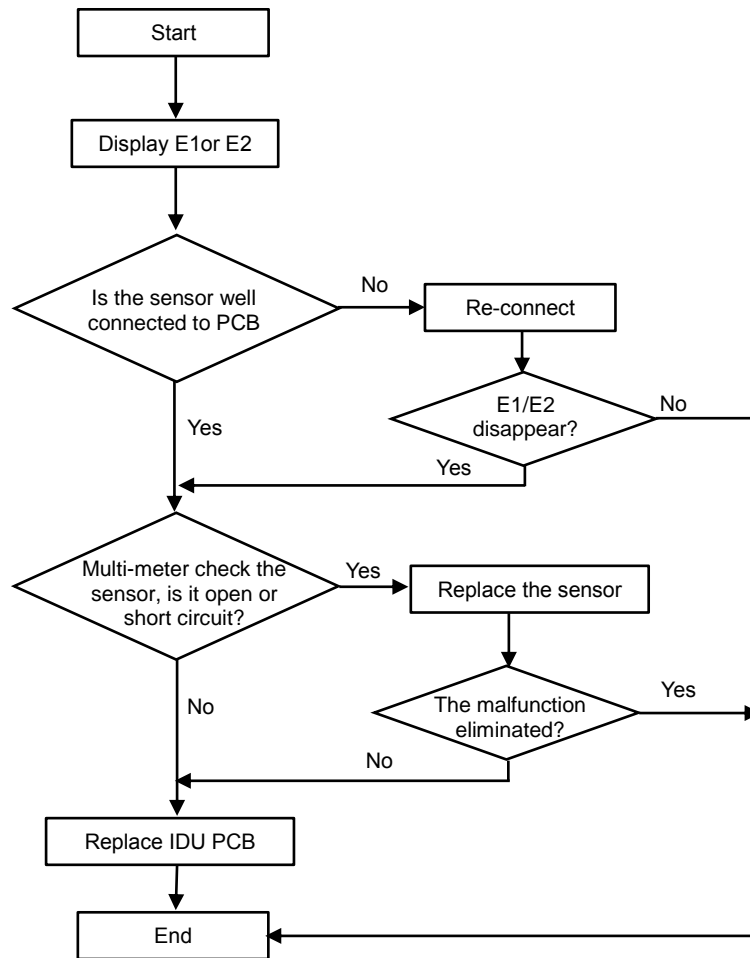 Start
Display E1or E2
Is the sensor well
connected to PCB
No
Re-connect
E1/E2
disappear?
No
Yes
Yes
Multi-meter check the
sensor, is it open or
short circuit?
Yes
Replace the sensor
The malfunction
eliminated?
Yes
No
No
Replace IDU PCB
End